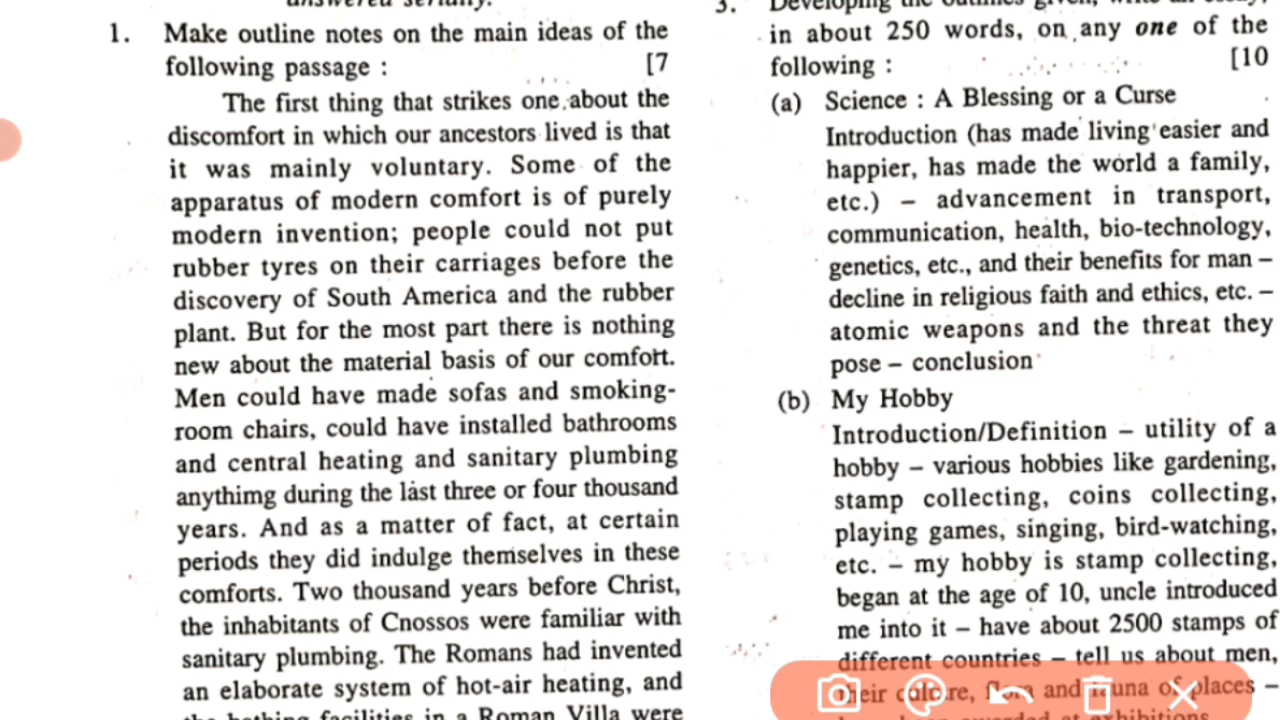 answered serially.
1. Make outline notes on the main ideas of the
following passage : [7
The first thing that strikes one about the
discomfort in which our ancestors lived is that
it was mainly voluntary. Some of the
apparatus of modern comfort is of purely
modern invention; people could not put
rubber tyres on their carriages before the
discovery of South America and the rubber
plant. But for the most part there is nothing
new about the material basis of our comfort.
Men could have made sofas and smoking-
room chairs, could have installed bathrooms
and central heating and sanitary plumbing
anythimg during the last three or four thousand
years. And as a matter of fact, at certain
periods they did indulge themselves in these
comforts. Two thousand years before Christ,
the inhabitants of Cnossos were familiar with
sanitary plumbing. The Romans had invented
an elaborate system of hot-air heating, and
the bathing facilities in a Roman Villa were
3. Developing the outlines given, write an essay,
in about 250 words, on any one of the
following : [10
(a) Science : A Blessing or a Curse
Introduction (has made living easier and
happier, has made the world a family,
etc.) – advancement in transport,
communication, health, bio-technology,
genetics, etc., and their benefits for man –
decline in religious faith and ethics, etc. –
atomic weapons and the threat they
pose – conclusion
(b) My Hobby
Introduction/Definition – utility of a
hobby – various hobbies like gardening,
stamp collecting, coins collecting,
playing games, singing, bird-watching,
etc. – my hobby is stamp collecting,
began at the age of 10, uncle introduced
me into it – have about 2500 stamps of
different countries – tell us about men,
their culture, flora and fauna of places –
exhibitions